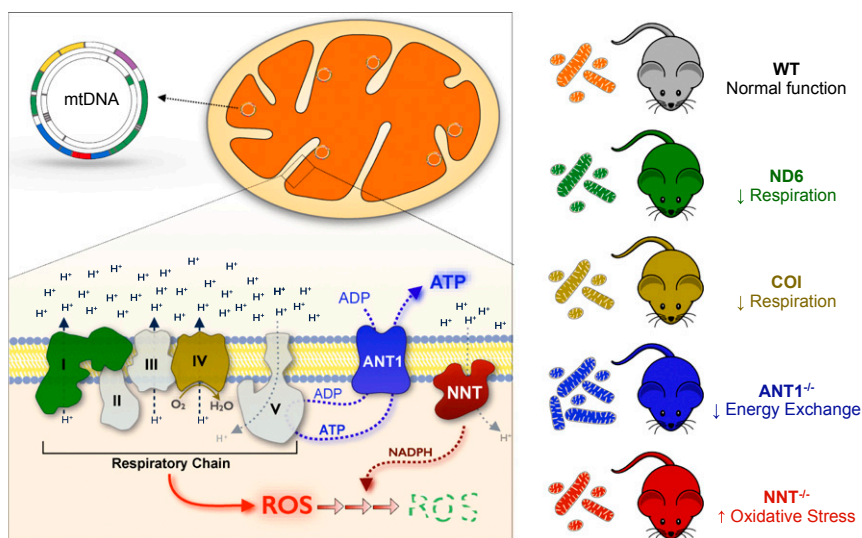 mtDNA
H⁺ H⁺ H⁺ H⁺ H⁺ H⁺ H⁺ H⁺ H⁺ H⁺
ATP
ADP
NNT
I
II
III
IV
V
ANT1
O₂
H₂O
ADP
ATP
H⁺
H⁺
H⁺
H⁺
H⁺
Respiratory Chain
NADPH
ROS
ROS
WT
Normal function
ND6
↓ Respiration
COI
↓ Respiration
ANT1-/-
↓ Energy Exchange
NNT-/-
↑ Oxidative Stress